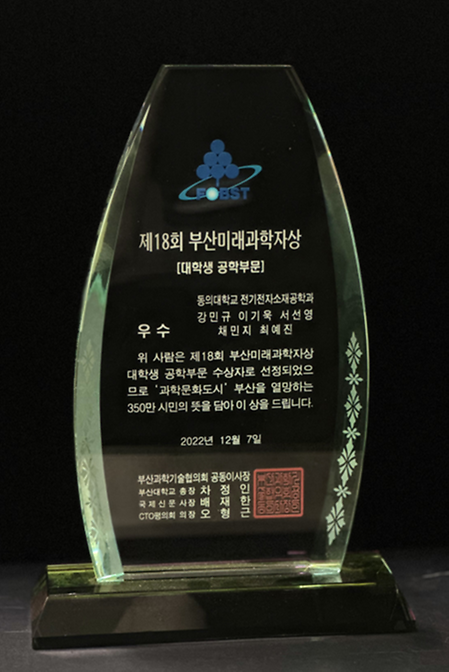 FOBST
제18회 부산미래과학자상
[대학생 공학부문]
동의대학교 전기전자소재공학과
강민규 이기욱 서선영
우수 채민지 최예진
위 사람은 제18회 부산미래과학자상
대학생 공학부문 수상자로 선정되었으
므로 '과학문화도시' 부산을 열망하는
350만 시민의 뜻을 담아 이 상을 드립니다.
2022년 12월 7일
부산과학기술협의회 공동이사장
부산대학교 총장 차정인
국제신문 사장 배재한
CTO평의회 의장 오형근